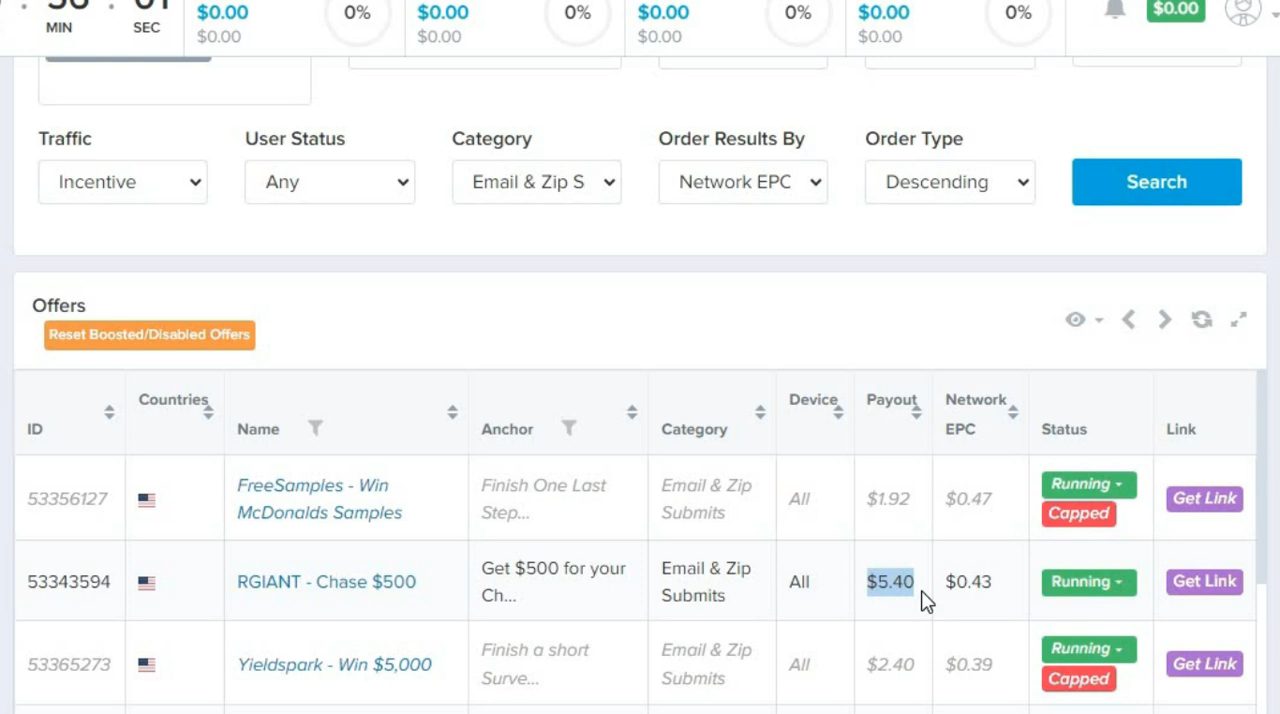 MIN SEC
$0.00 0% $0.00 0% $0.00 0% $0.00 0% $0.00
$0.00 $0.00 $0.00 $0.00
Traffic User Status Category Order Results By Order Type
Incentive Any Email & Zip S Network EPC Descending Search
Offers
Reset Boosted/Disabled Offers
ID Countries Name Anchor Category Device Payout Network EPC Status Link
53356127 FreeSamples - Win McDonalds Samples Finish One Last Step... Email & Zip Submits All $1.92 $0.47 Running Capped Get Link
53343594 RGIANT - Chase $500 Get $500 for your Ch... Email & Zip Submits All $5.40 $0.43 Running Get Link
53365273 Yieldspark - Win $5,000 Finish a short Surve... Email & Zip Submits All $2.40 $0.39 Running Capped Get Link